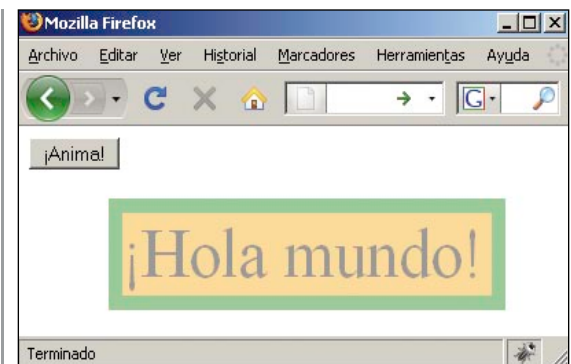 Mozilla Firefox
Archivo Editar Ver Historial Marcadores Herramientas Ayuda
G
¡Anima!
¡Hola mundo!
Terminado